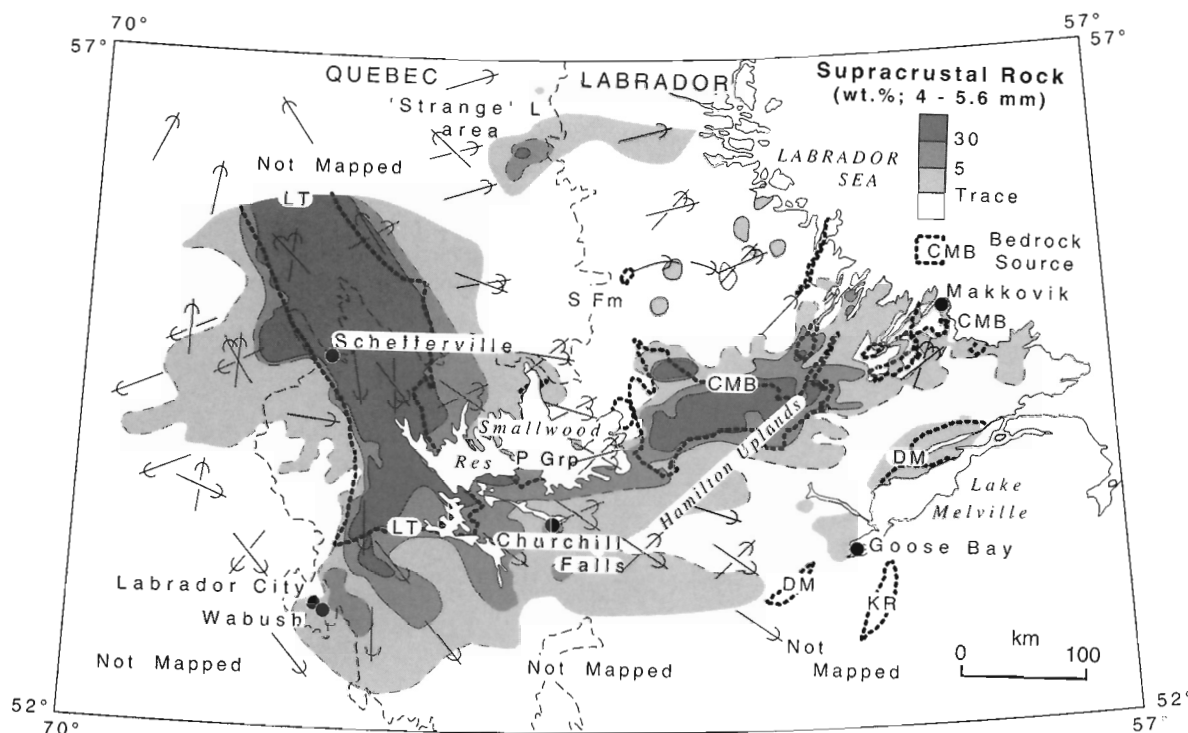 70°
57°
57°
57°
QUEBEC
LABRADOR
'Strange' L
area
Supracrustal Rock
(wt.%; 4 - 5.6 mm)
30
5
Trace
LABRADOR
SEA
Not Mapped
LT
CMB
Bedrock
Source
S Fm
Makkovik
CMB
Schefferville
CMB
Smallwood
Res
P Grp
Hamilton Uplands
DM
Lake
Melville
LT
Churchill
Falls
Goose Bay
Labrador City
Wabush
DM
KR
Not Mapped
Not Mapped
Not
Mapped
km
0
100
52°
70°
52°
57°